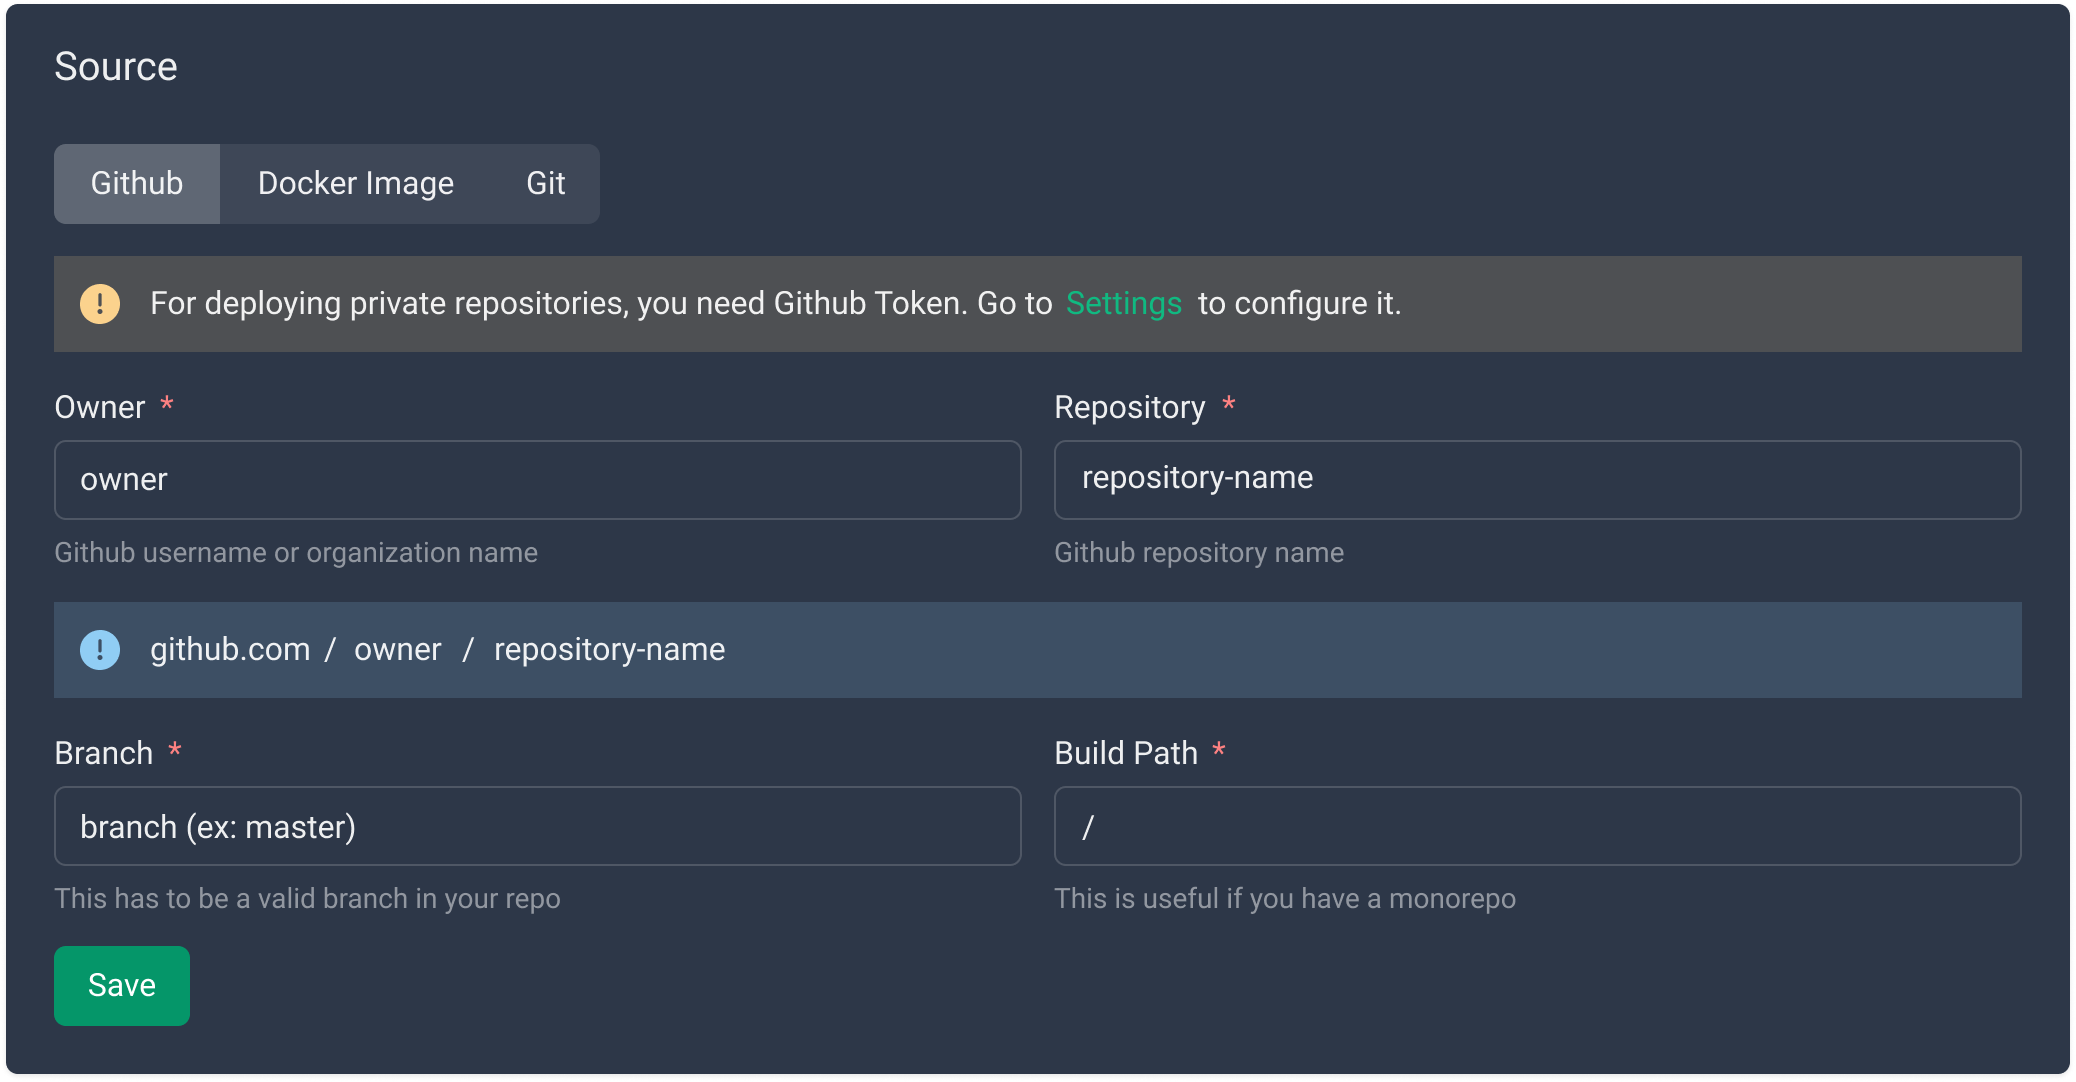 Source
Github Docker Image Git
! For deploying private repositories, you need Github Token. Go to Settings to configure it.
Owner * Repository *
owner repository-name
Github username or organization name Github repository name
! github.com / owner / repository-name
Branch * Build Path *
branch (ex: master) /
This has to be a valid branch in your repo This is useful if you have a monorepo
Save